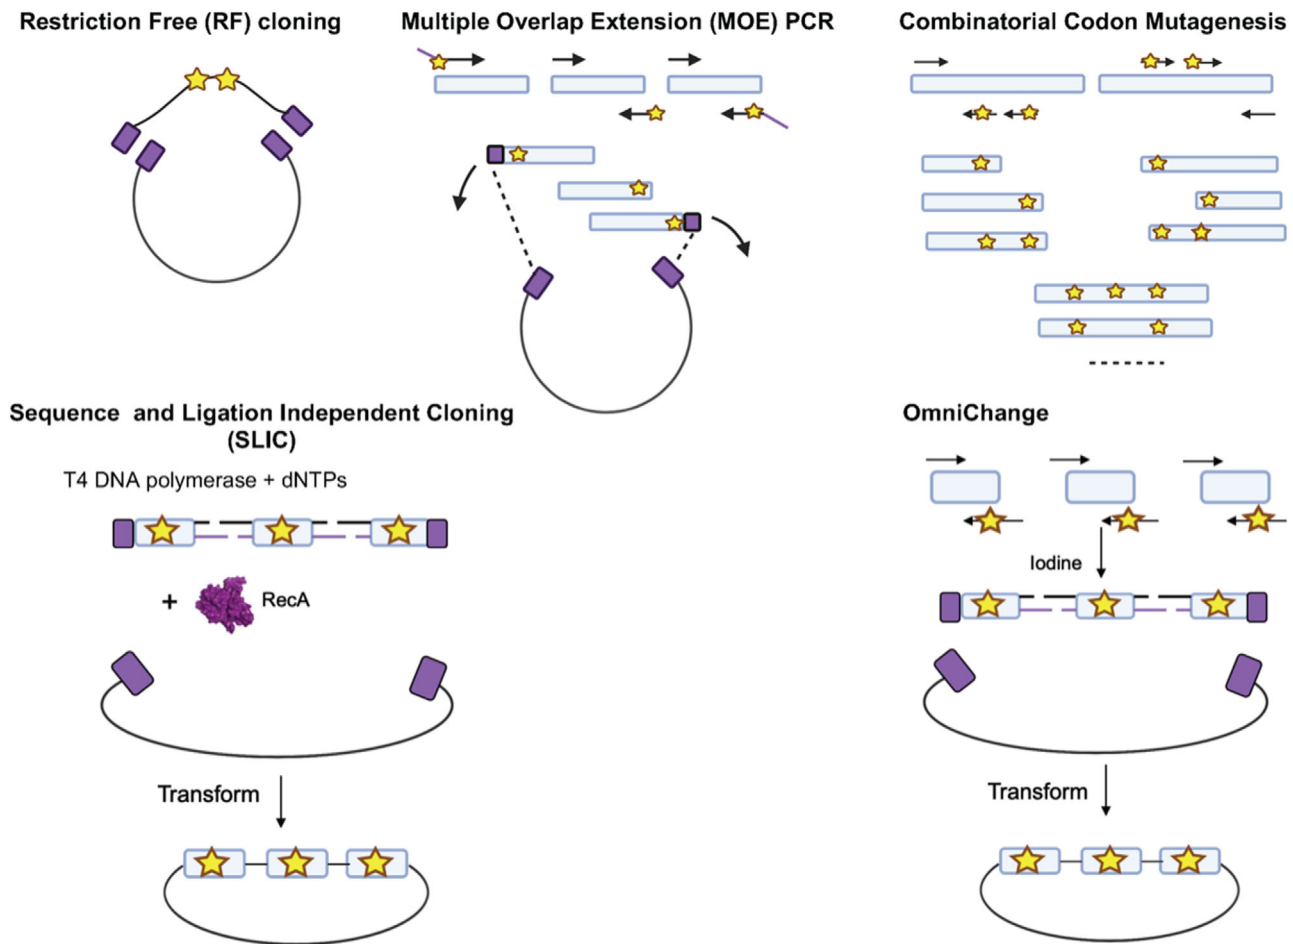 Restriction Free (RF) cloning
Multiple Overlap Extension (MOE) PCR
Combinatorial Codon Mutagenesis
Sequence and Ligation Independent Cloning
(SLIC)
T4 DNA polymerase + dNTPs
+
RecA
Transform
OmniChange
Iodine
Transform